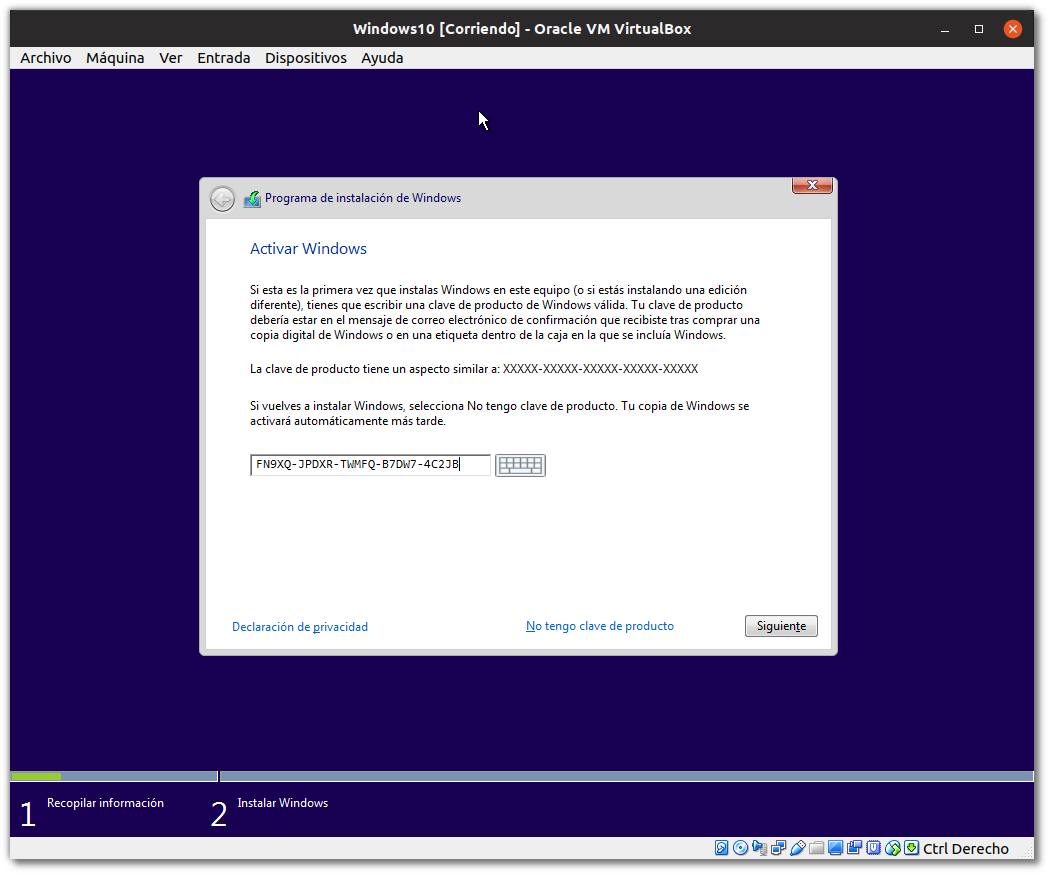 Windows10 [Corriendo] - Oracle VM VirtualBox
Archivo Máquina Ver Entrada Dispositivos Ayuda
Programa de instalación de Windows
Activar Windows
Si esta es la primera vez que instalas Windows en este equipo (o si estás instalando una edición
diferente), tienes que escribir una clave de producto de Windows válida. Tu clave de producto
debería estar en el mensaje de correo electrónico de confirmación que recibiste tras comprar una
copia digital de Windows o en una etiqueta dentro de la caja en la que se incluía Windows.
La clave de producto tiene un aspecto similar a: XXXXX-XXXXX-XXXXX-XXXXX-XXXXX
Si vuelves a instalar Windows, selecciona No tengo clave de producto. Tu copia de Windows se
activará automáticamente más tarde.
FN9XQ-JPDXR-TWMFQ-B7DW7-4C2JB
Declaración de privacidad
No tengo clave de producto
Siguiente
1 Recopilar información
2 Instalar Windows
Ctrl Derecho